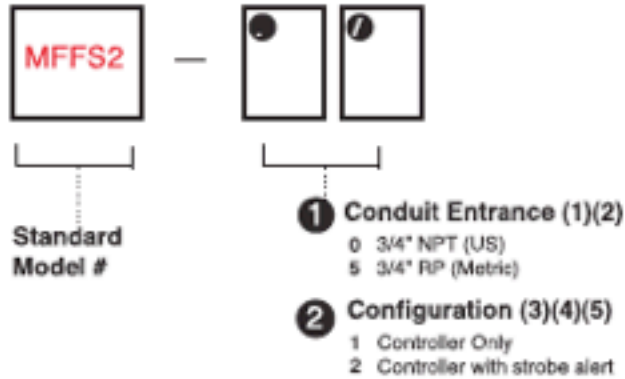 MFFS2 —
Standard
Model #
1 Conduit Entrance (1)(2)
0 3/4" NPT (US)
5 3/4" RP (Metric)
2 Configuration (3)(4)(5)
1 Controller Only
2 Controller with strobe alert